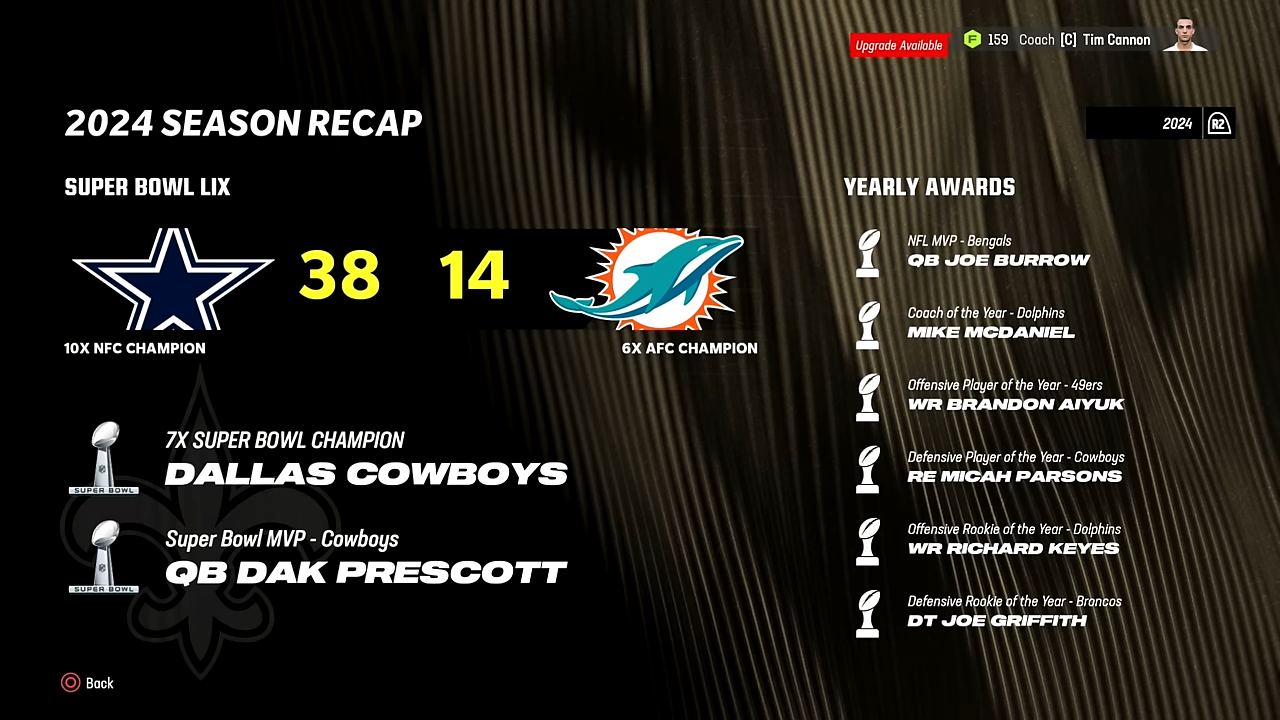 Upgrade Available
F 159 Coach [C] Tim Cannon
2024 SEASON RECAP
2024 R2
SUPER BOWL LIX
38 14
10X NFC CHAMPION
6X AFC CHAMPION
SUPER BOWL
7X SUPER BOWL CHAMPION
DALLAS COWBOYS
SUPER BOWL
Super Bowl MVP - Cowboys
QB DAK PRESCOTT
YEARLY AWARDS
NFL MVP - Bengals
QB JOE BURROW
Coach of the Year - Dolphins
MIKE MCDANIEL
Offensive Player of the Year - 49ers
WR BRANDON AIYUK
Defensive Player of the Year - Cowboys
RE MICAH PARSONS
Offensive Rookie of the Year - Dolphins
WR RICHARD KEYES
Defensive Rookie of the Year - Broncos
DT JOE GRIFFITH
Back